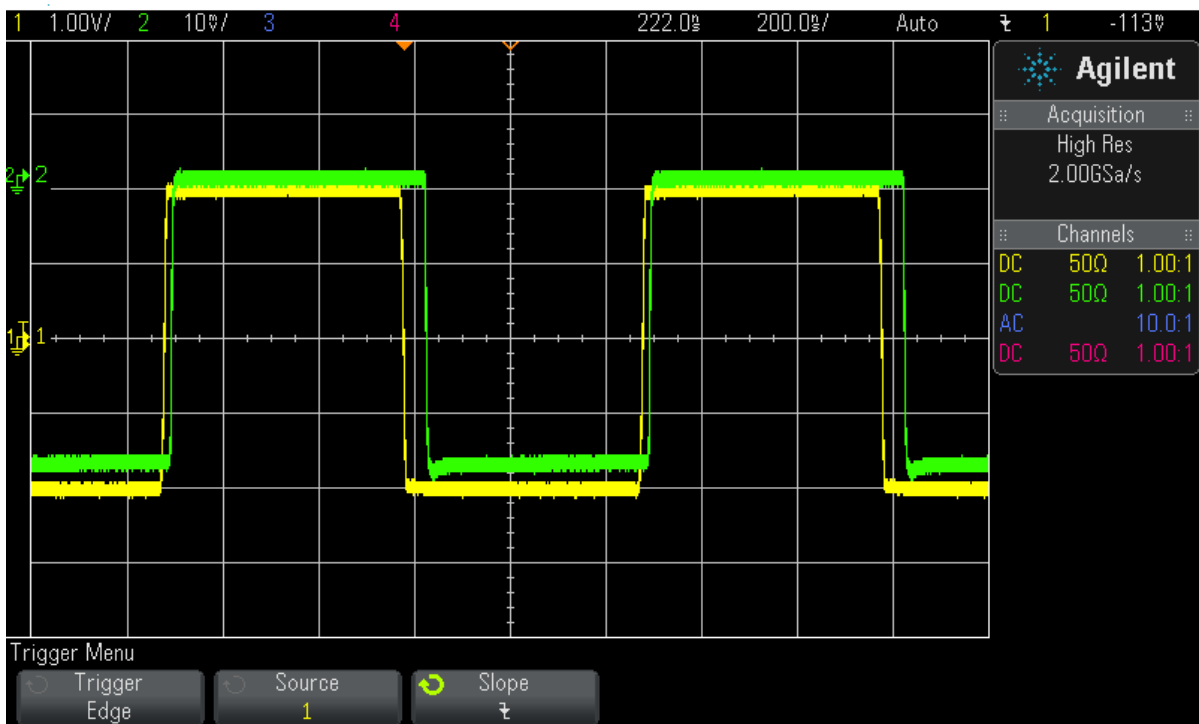 1 1.00V/ 2 10mV/ 3 4 222.0ns 200.0ns/ Auto 1 -113mV
Agilent
Acquisition
High Res
2.00GSa/s
Channels
DC 50Ω 1.00:1
DC 50Ω 1.00:1
AC 10.0:1
DC 50Ω 1.00:1
2 2
1 T 1
Trigger Menu
Trigger
Edge
Source
1
Slope